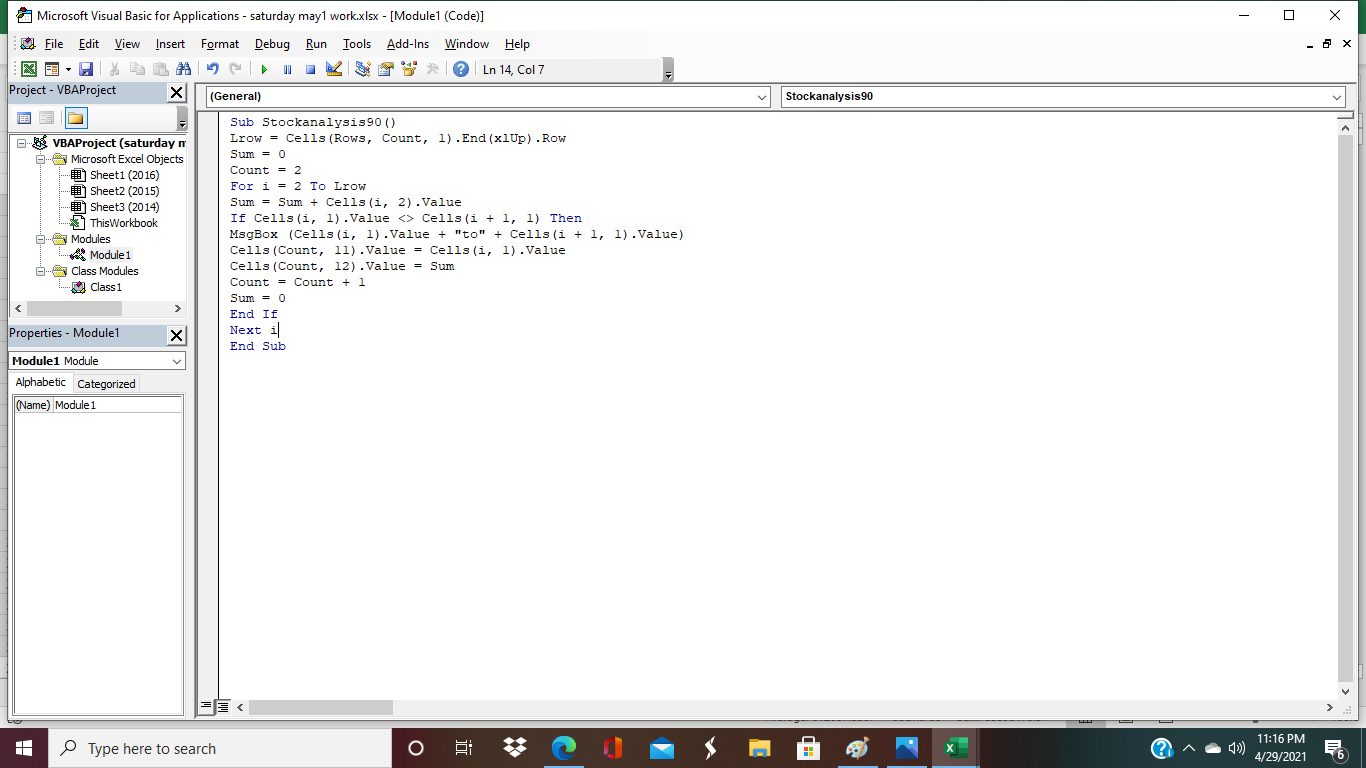 Microsoft Visual Basic for Applications - saturday may1 work.xlsx - [Module1 (Code)]
File Edit View Insert Format Debug Run Tools Add-Ins Window Help
Ln 14, Col 7
Project - VBAProject
VBAProject (saturday m
Microsoft Excel Objects
Sheet1 (2016)
Sheet2 (2015)
Sheet3 (2014)
ThisWorkbook
Modules
Module1
Class Modules
Class1
Properties - Module1
Module1 Module
Alphabetic Categorized
(Name) Module1
(General) Stockanalysis90
Sub Stockanalysis90()
Lrow = Cells(Rows, Count, 1).End(xlUp).Row
Sum = 0
Count = 2
For i = 2 To Lrow
Sum = Sum + Cells(i, 2).Value
If Cells(i, 1).Value <> Cells(i + 1, 1) Then
MsgBox (Cells(i, 1).Value + "to" + Cells(i + 1, 1).Value)
Cells(Count, 11).Value = Cells(i, 1).Value
Cells(Count, 12).Value = Sum
Count = Count + 1
Sum = 0
End If
Next i
End Sub
Type here to search
11:16 PM
4/29/2021
6